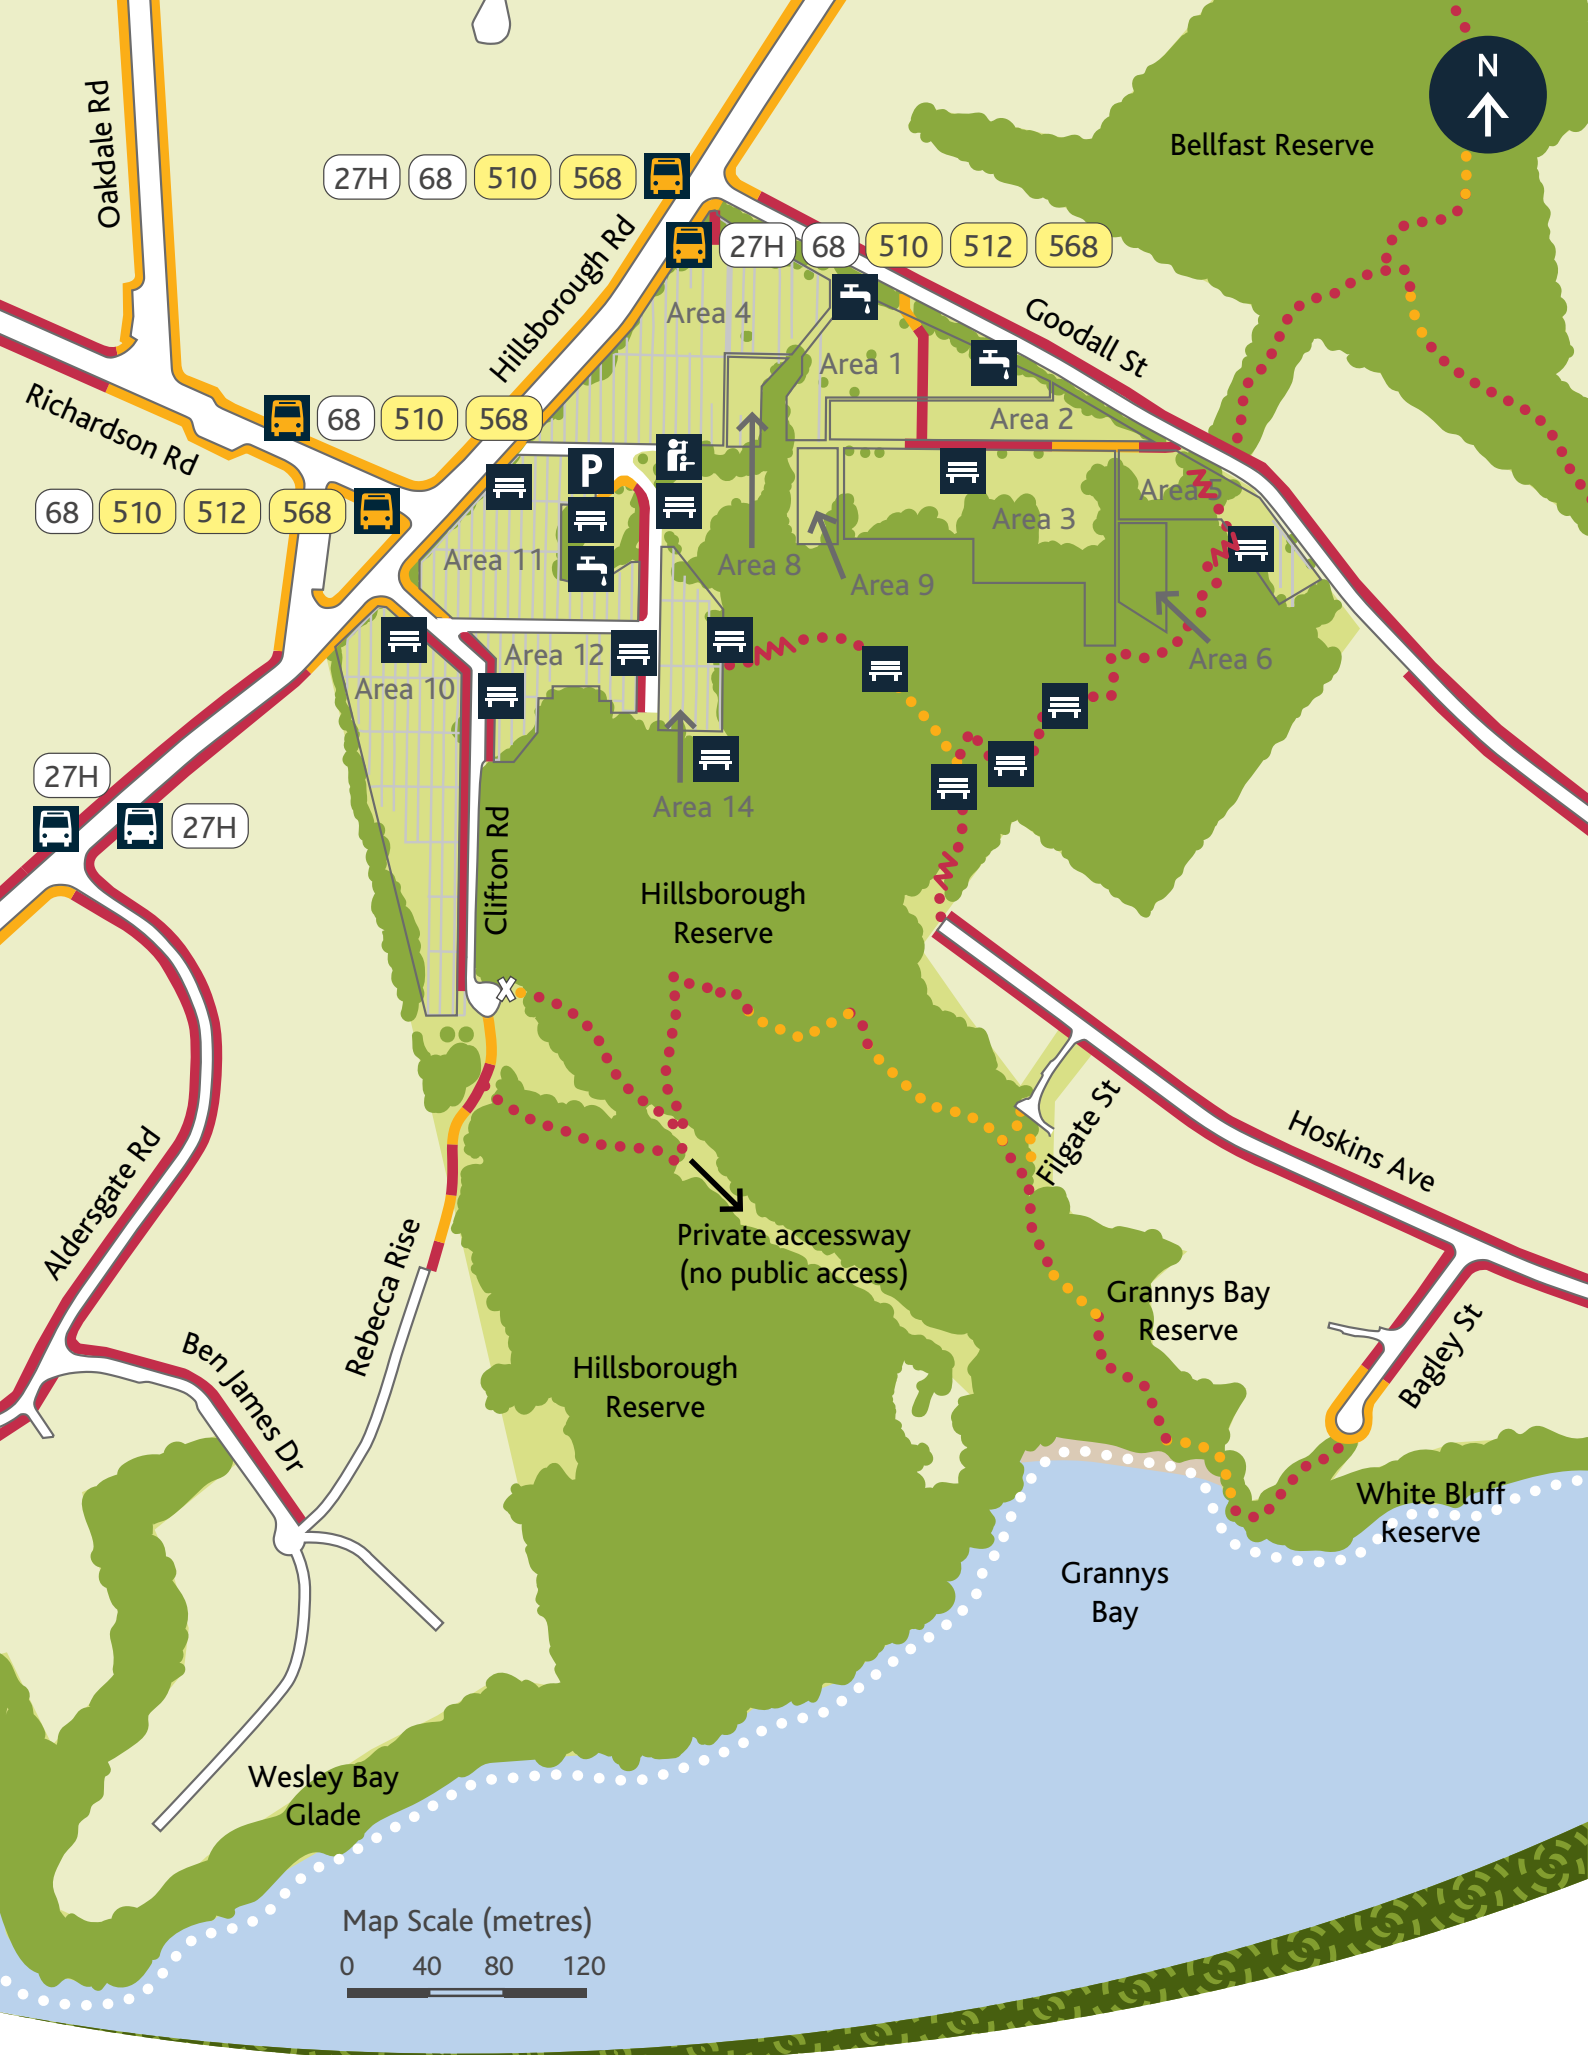 N
Bellfast Reserve
Oakdale Rd
27H 68 510 568
Hillsborough Rd
27H 68 510 512 568
Area 4
Goodall St
Area 1
Richardson Rd
68 510 568
Area 2
P
68 510 512 568
Area 5
Area 3
Area 11
Area 8
Area 9
Area 12
Area 6
Area 10
27H
27H
Area 14
Clifton Rd
Hillsborough
Reserve
X
Filgate St
Hoskins Ave
Aldersgate Rd
Private accessway
(no public access)
Rebecca Rise
Grannys Bay
Reserve
Ben James Dr
Bagley St
Hillsborough
Reserve
White Bluff
Reserve
Grannys
Bay
Wesley Bay
Glade
Map Scale (metres)
0 40 80 120